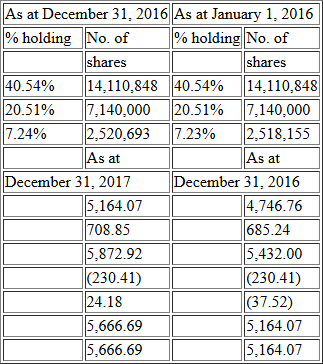 As at December 31, 2016 As at January 1, 2016
% holding No. of % holding No. of
shares shares
40.54% 14,110,848 40.54% 14,110,848
20.51% 7,140,000 20.51% 7,140,000
7.24% 2,520,693 7.23% 2,518,155
As at As at
December 31, 2017 December 31, 2016
5,164.07 4,746.76
708.85 685.24
5,872.92 5,432.00
(230.41) (230.41)
24.18 (37.52)
5,666.69 5,164.07
5,666.69 5,164.07